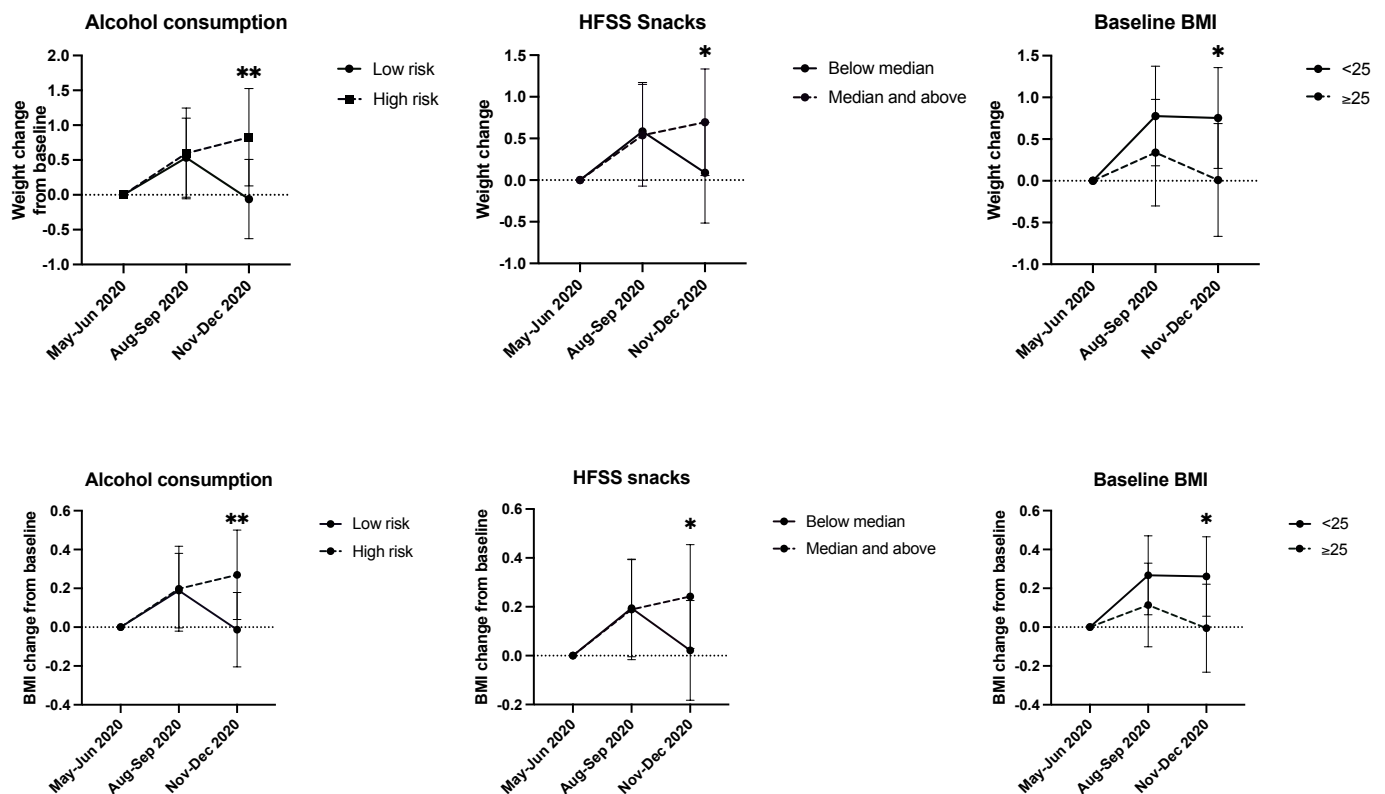 Alcohol consumption
Weight change
from baseline
2.0
1.5
1.0
0.5
0.0
-0.5
-1.0
**
Low risk
High risk
May-Jun 2020
Aug-Sep 2020
Nov-Dec 2020
HFSS Snacks
Weight change
1.5
1.0
0.5
0.0
-0.5
-1.0
*
Below median
Median and above
May-Jun 2020
Aug-Sep 2020
Nov-Dec 2020
Baseline BMI
Weight change
1.5
1.0
0.5
0.0
-0.5
-1.0
*
<25
≥25
May-Jun 2020
Aug-Sep 2020
Nov-Dec 2020
Alcohol consumption
BMI change from baseline
0.6
0.4
0.2
0.0
-0.2
-0.4
**
Low risk
High risk
May-Jun 2020
Aug-Sep 2020
Nov-Dec 2020
HFSS snacks
BMI change from baseline
0.6
0.4
0.2
0.0
-0.2
*
Below median
Median and above
May-Jun 2020
Aug-Sep 2020
Nov-Dec 2020
Baseline BMI
BMI change from baseline
0.6
0.4
0.2
0.0
-0.2
-0.4
*
<25
≥25
May-Jun 2020
Aug-Sep 2020
Nov-Dec 2020